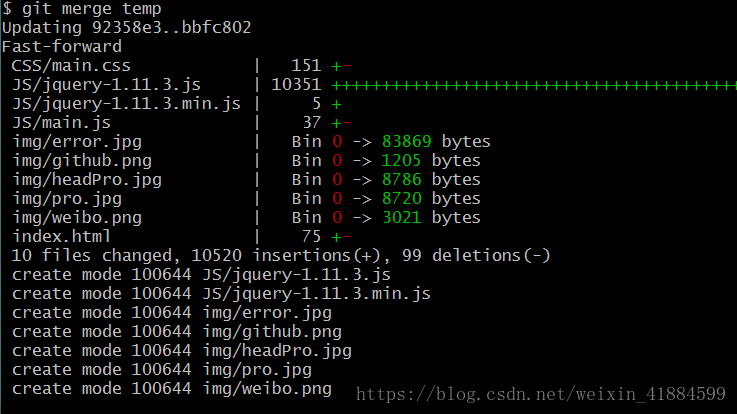 $ git merge temp
Updating 92358e3..bbfc802
Fast-forward
 CSS/main.css              |   151 +-
 JS/jquery-1.11.3.js       | 10351 +++++++++++++++++++++++++++++++++++++++++
 JS/jquery-1.11.3.min.js   |     5 +
 JS/main.js                |    37 +-
 img/error.jpg             |   Bin 0 -> 83869 bytes
 img/github.png            |   Bin 0 -> 1205 bytes
 img/headPro.jpg           |   Bin 0 -> 8786 bytes
 img/pro.jpg               |   Bin 0 -> 8720 bytes
 img/weibo.png             |   Bin 0 -> 3021 bytes
 index.html                |    75 +-
 10 files changed, 10520 insertions(+), 99 deletions(-)
 create mode 100644 JS/jquery-1.11.3.js
 create mode 100644 JS/jquery-1.11.3.min.js
 create mode 100644 img/error.jpg
 create mode 100644 img/github.png
 create mode 100644 img/headPro.jpg
 create mode 100644 img/pro.jpg
 create mode 100644 img/weibo.png
https://blog.csdn.net/weixin_41884599